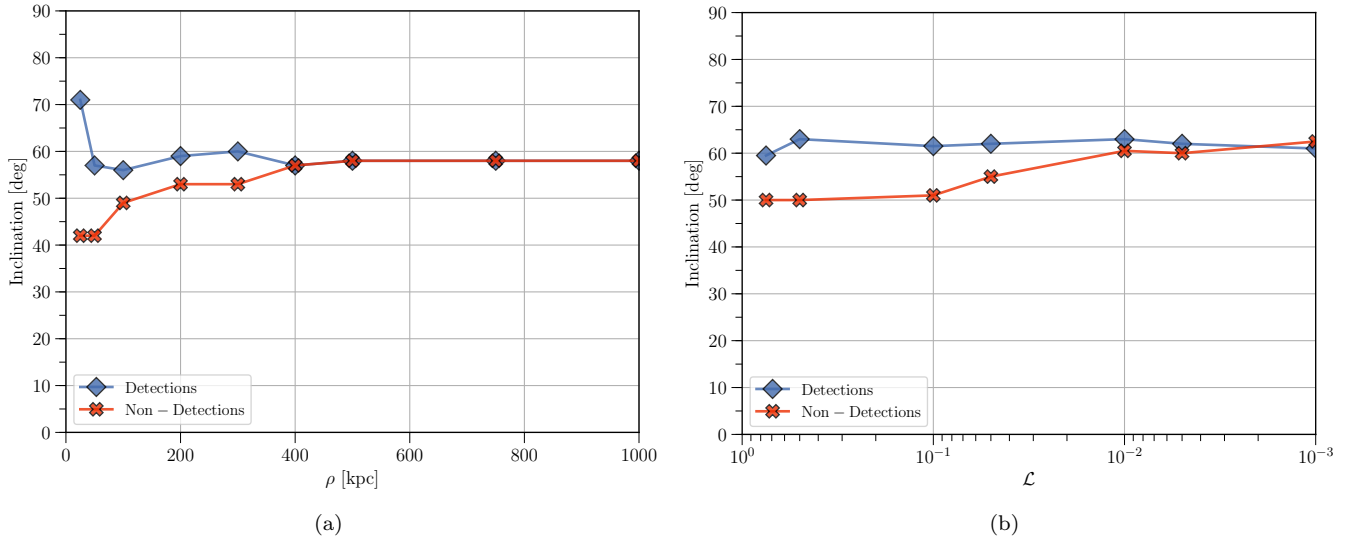 90
80
70
60
50
40
30
20
10
0
Inclination [deg]
Detections
Non − Detections
0 200 400 600 800 1000
ρ [kpc]
(a)
90
80
70
60
50
40
30
20
10
0
Inclination [deg]
Detections
Non − Detections
10⁰ 10⁻¹ 10⁻² 10⁻³
ℒ
(b)